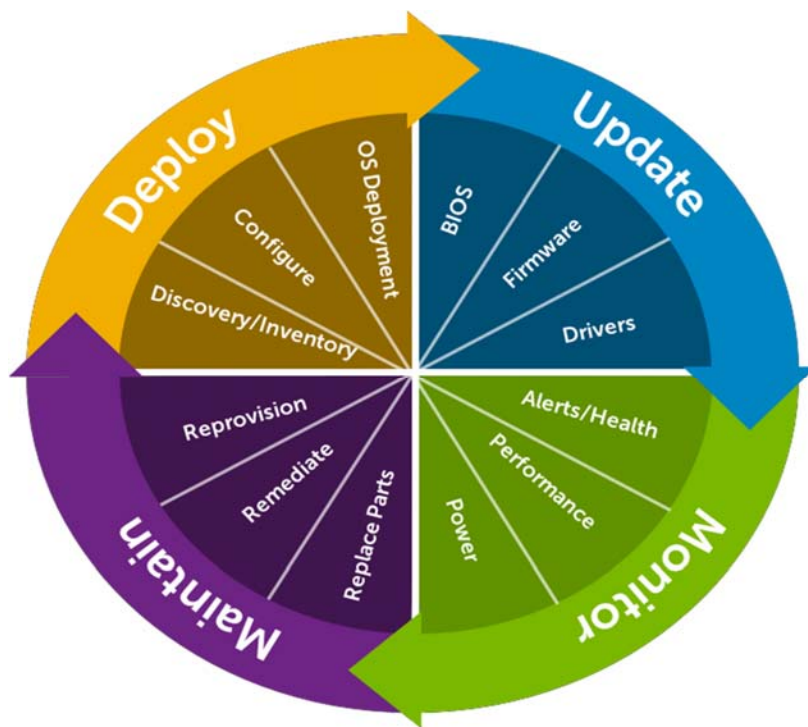 Deploy
Discovery/Inventory
Configure
OS Deployment
Update
BIOS
Firmware
Drivers
Monitor
Alerts/Health
Performance
Power
Maintain
Replace Parts
Remediate
Reprovision